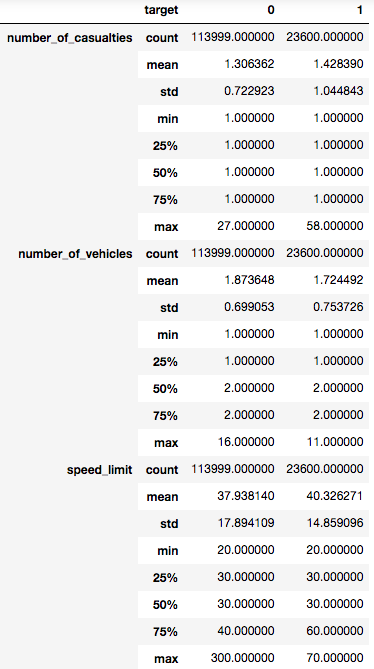 target 0 1
number_of_casualties count 113999.000000 23600.000000
mean 1.306362 1.428390
std 0.722923 1.044843
min 1.000000 1.000000
25% 1.000000 1.000000
50% 1.000000 1.000000
75% 1.000000 1.000000
max 27.000000 58.000000
number_of_vehicles count 113999.000000 23600.000000
mean 1.873648 1.724492
std 0.699053 0.753726
min 1.000000 1.000000
25% 1.000000 1.000000
50% 2.000000 2.000000
75% 2.000000 2.000000
max 16.000000 11.000000
speed_limit count 113999.000000 23600.000000
mean 37.938140 40.326271
std 17.894109 14.859096
min 20.000000 20.000000
25% 30.000000 30.000000
50% 30.000000 30.000000
75% 40.000000 60.000000
max 300.000000 70.000000